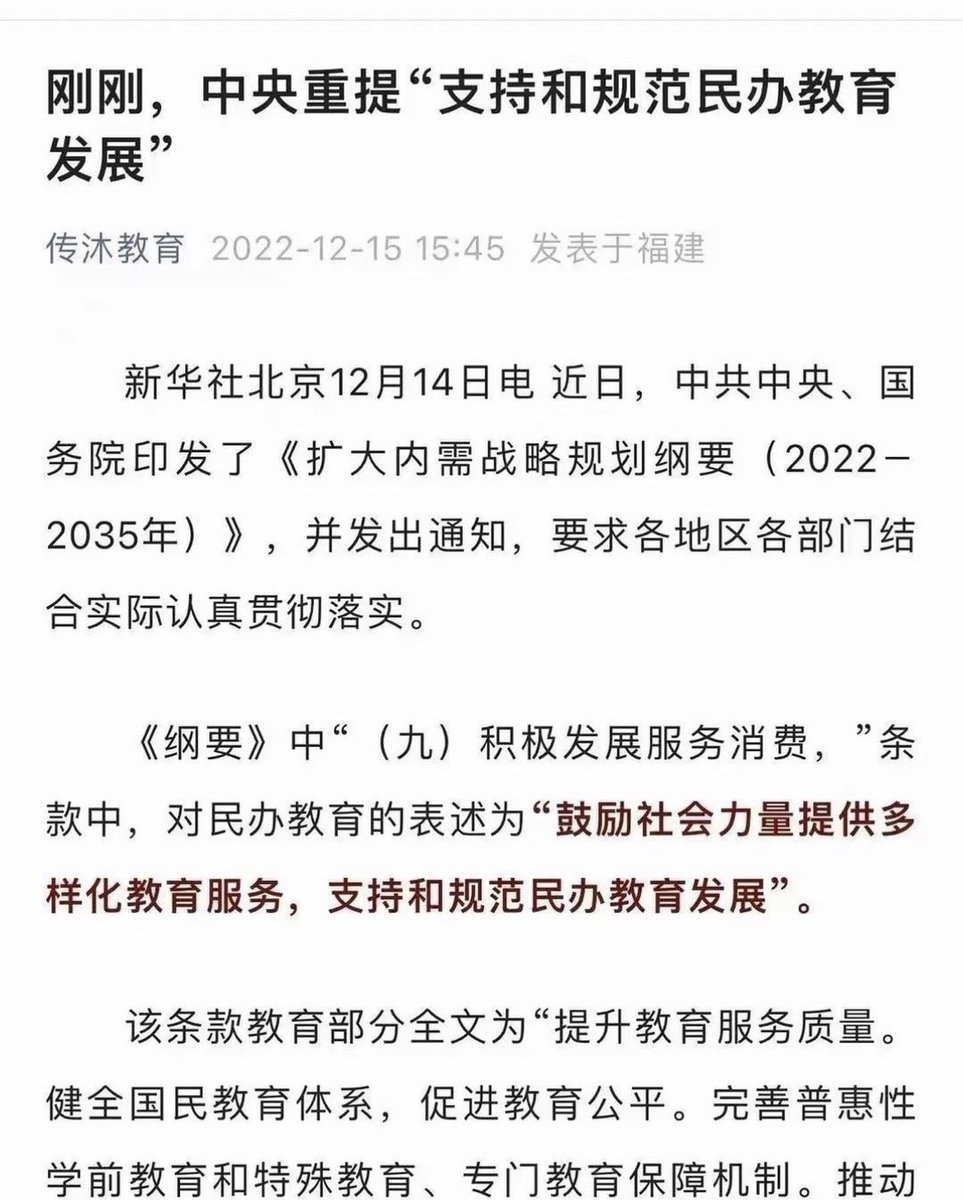 刚刚，中央重提“支持和规范民办教育
发展”
传沐教育 2022-12-15 15:45 发表于福建
新华社北京12月14日电 近日，中共中央、国
务院印发了《扩大内需战略规划纲要（2022－
2035年）》，并发出通知，要求各地区各部门结
合实际认真贯彻落实。
《纲要》中“（九）积极发展服务消费，”条
款中，对民办教育的表述为“鼓励社会力量提供多
样化教育服务，支持和规范民办教育发展”。
该条款教育部分全文为“提升教育服务质量。
健全国民教育体系，促进教育公平。完善普惠性
学前教育和特殊教育、专门教育保障机制。推动